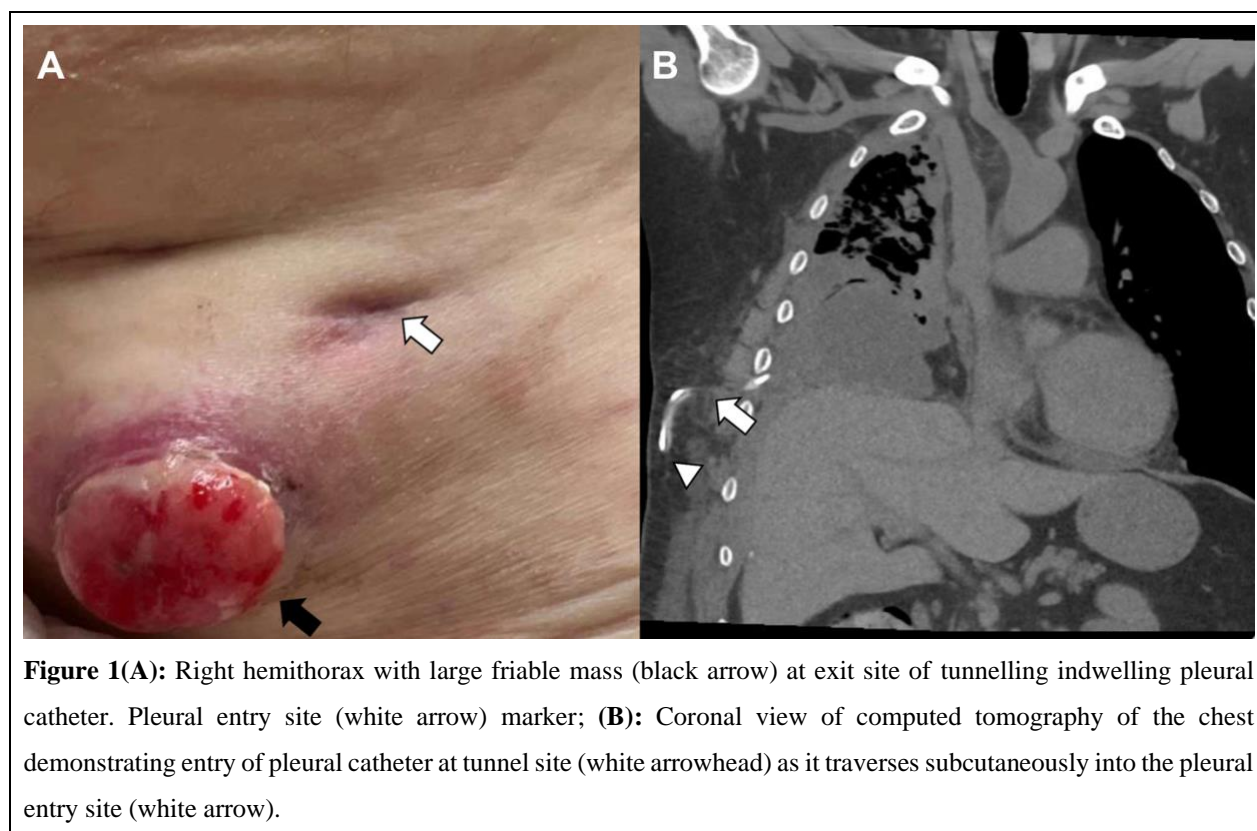 A
B
Figure 1(A): Right hemithorax with large friable mass (black arrow) at exit site of tunnelling indwelling pleural
catheter. Pleural entry site (white arrow) marker; (B): Coronal view of computed tomography of the chest
demonstrating entry of pleural catheter at tunnel site (white arrowhead) as it traverses subcutaneously into the pleural
entry site (white arrow).